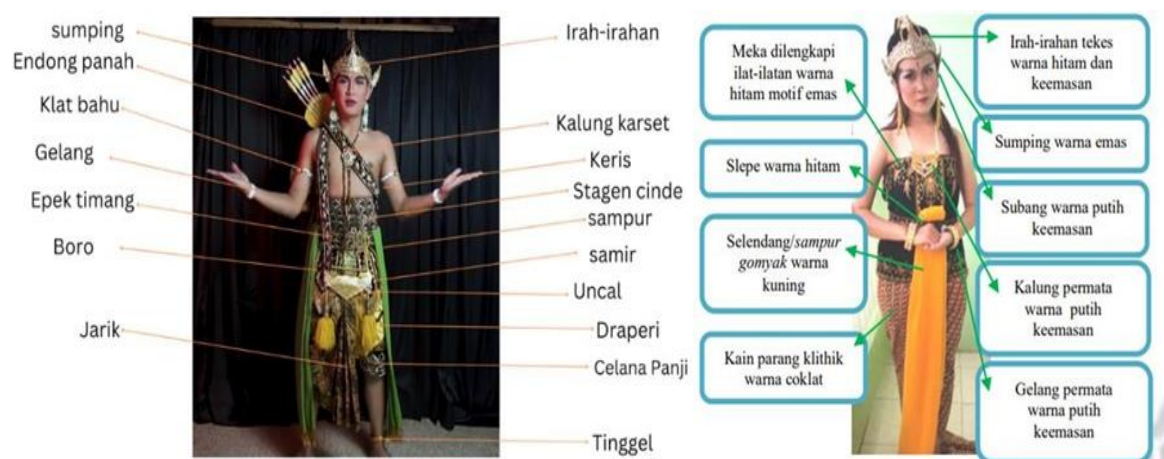 sumping
Endong panah
Klat bahu
Gelang
Epek timang
Boro
Jarik
Irah-irahan
Kalung karset
Keris
Stagen cinde
sampur
samir
Uncal
Draperi
Celana Panji
Tinggel
Meka dilengkapi
ilat-ilatan warna
hitam motif emas
Slepe warna hitam
Selendang/sampur
gomyak warna
kuning
Kain parang klithik
warna coklat
Irah-irahan tekes
warna hitam dan
keemasan
Sumping warna emas
Subang warna putih
keemasan
Kalung permata
warna putih
keemasan
Gelang permata
warna putih
keemasan